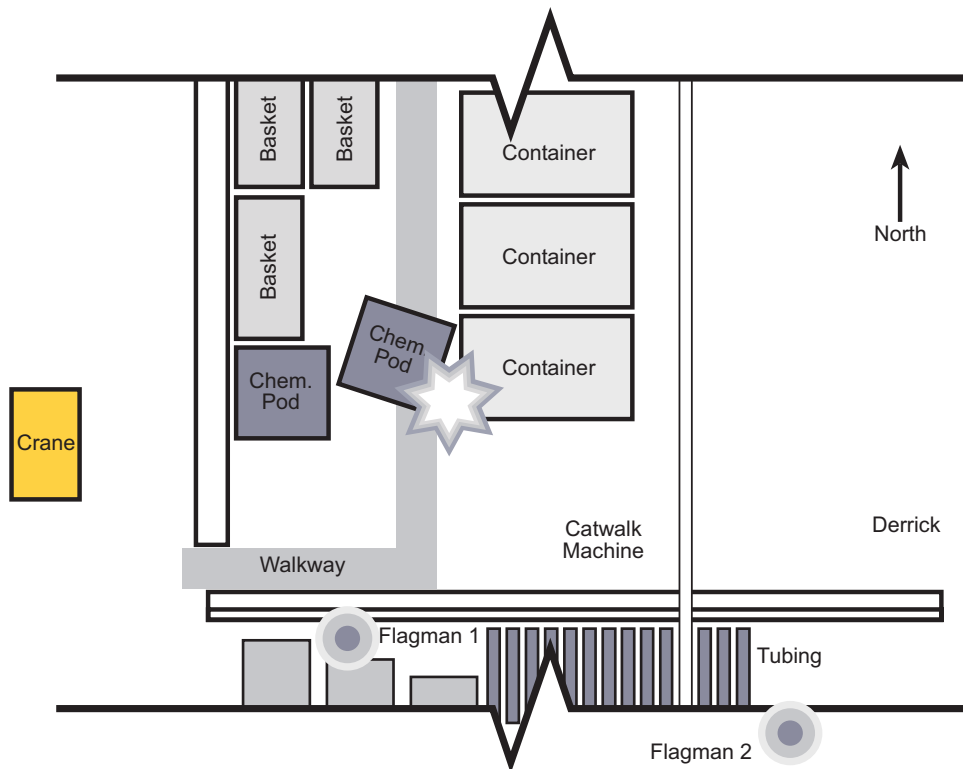 Basket
Basket
Container
North
Basket
Container
Chem.
Pod
Container
Chem.
Pod
Crane
Catwalk
Machine
Derrick
Walkway
Flagman 1
Tubing
Flagman 2